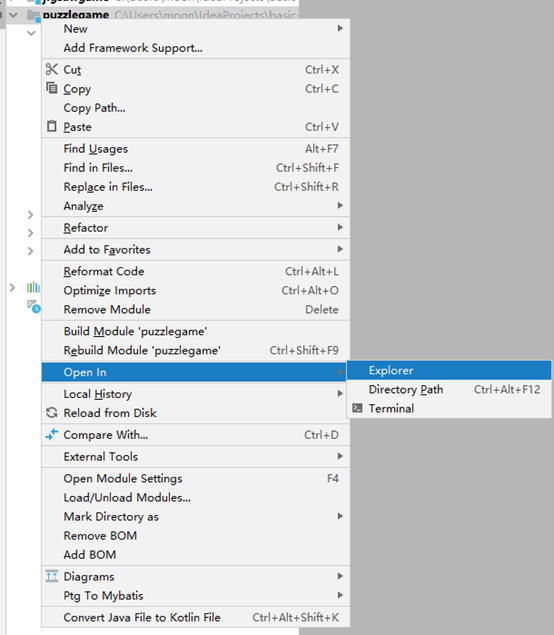 puzzlegame C:\Users\moon\IdeaProjects\basic-
New
Add Framework Support...
Cut Ctrl+X
Copy Ctrl+C
Copy Path...
Paste Ctrl+V
Find Usages Alt+F7
Find in Files... Ctrl+Shift+F
Replace in Files... Ctrl+Shift+R
Analyze
Refactor
Add to Favorites
Reformat Code Ctrl+Alt+L
Optimize Imports Ctrl+Alt+O
Remove Module Delete
Build Module 'puzzlegame'
Rebuild Module 'puzzlegame' Ctrl+Shift+F9
Open In
Explorer
Directory Path Ctrl+Alt+F12
Terminal
Local History
Reload from Disk
Compare With... Ctrl+D
External Tools
Open Module Settings F4
Load/Unload Modules...
Mark Directory as
Remove BOM
Add BOM
Diagrams
Ptg To Mybatis
Convert Java File to Kotlin File Ctrl+Alt+Shift+K